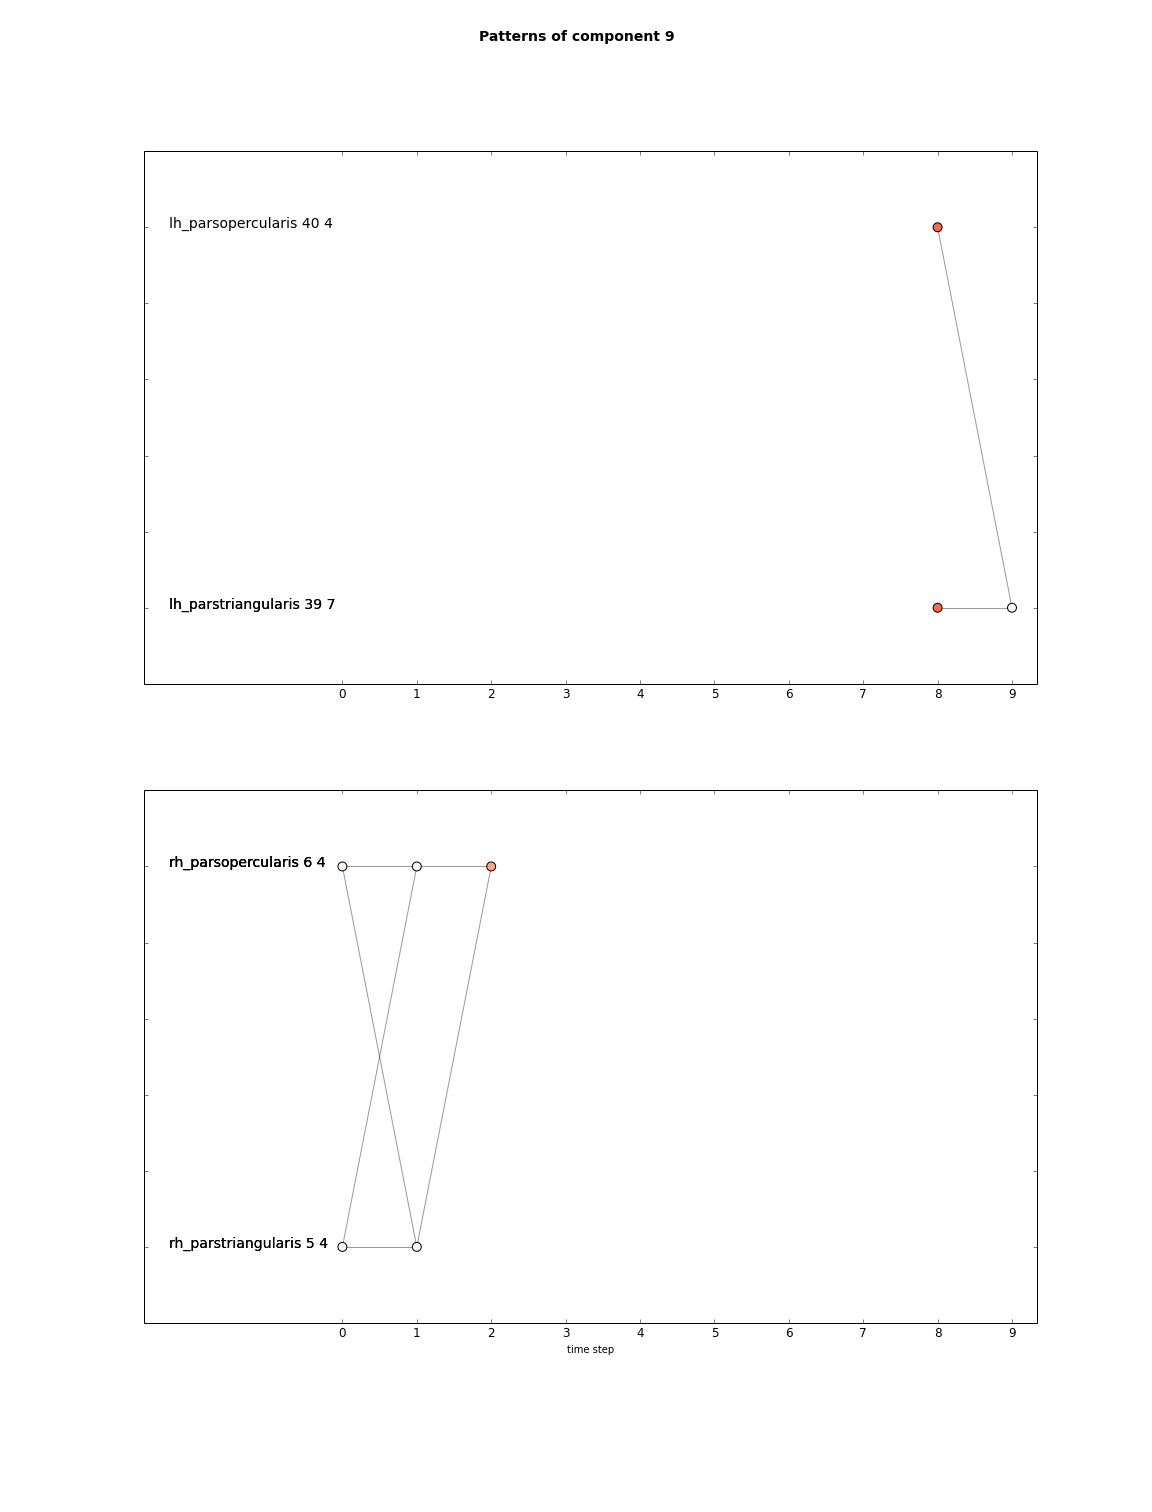 Patterns of component 9
lh_parsopercularis 40 4
lh_parstriangularis 39 7
0 1 2 3 4 5 6 7 8 9
rh_parsopercularis 6 4
rh_parstriangularis 5 4
0 1 2 3 4 5 6 7 8 9
time step